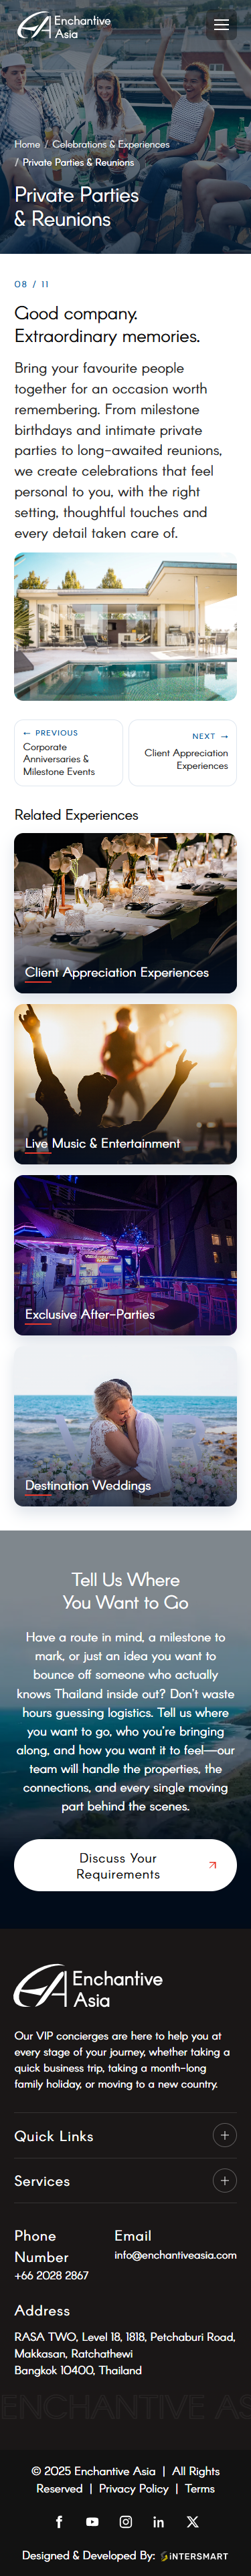 Enchantive
Asia
Home / Celebrations & Experiences
/ Private Parties & Reunions
Private Parties
& Reunions
08 / 11
Good company.
Extraordinary memories.
Bring your favourite people
together for an occasion worth
remembering. From milestone
birthdays and intimate private
parties to long-awaited reunions,
we create celebrations that feel
personal to you, with the right
setting, thoughtful touches and
every detail taken care of.
← PREVIOUS
Corporate
Anniversaries &
Milestone Events
NEXT →
Client Appreciation
Experiences
Related Experiences
Client Appreciation Experiences
Live Music & Entertainment
Exclusive After-Parties
Destination Weddings
Tell Us Where
You Want to Go
Have a route in mind, a milestone to
mark, or just an idea you want to
bounce off someone who actually
knows Thailand inside out? Don't waste
hours guessing logistics. Tell us where
you want to go, who you're bringing
along, and how you want it to feel—our
team will handle the properties, the
connections, and every single moving
part behind the scenes.
Discuss Your
Requirements
Enchantive
Asia
Our VIP concierges are here to help you at
every stage of your journey, whether taking a
quick business trip, taking a month-long
family holiday, or moving to a new country.
Quick Links
Services
Phone
Number
+66 2028 2867
Email
info@enchantiveasia.com
Address
RASA TWO, Level 18, 1818, Petchaburi Road,
Makkasan, Ratchathewi
Bangkok 10400, Thailand
ENCHANTIVE AS
© 2025 Enchantive Asia | All Rights
Reserved | Privacy Policy | Terms
Designed & Developed By: INTERSMART